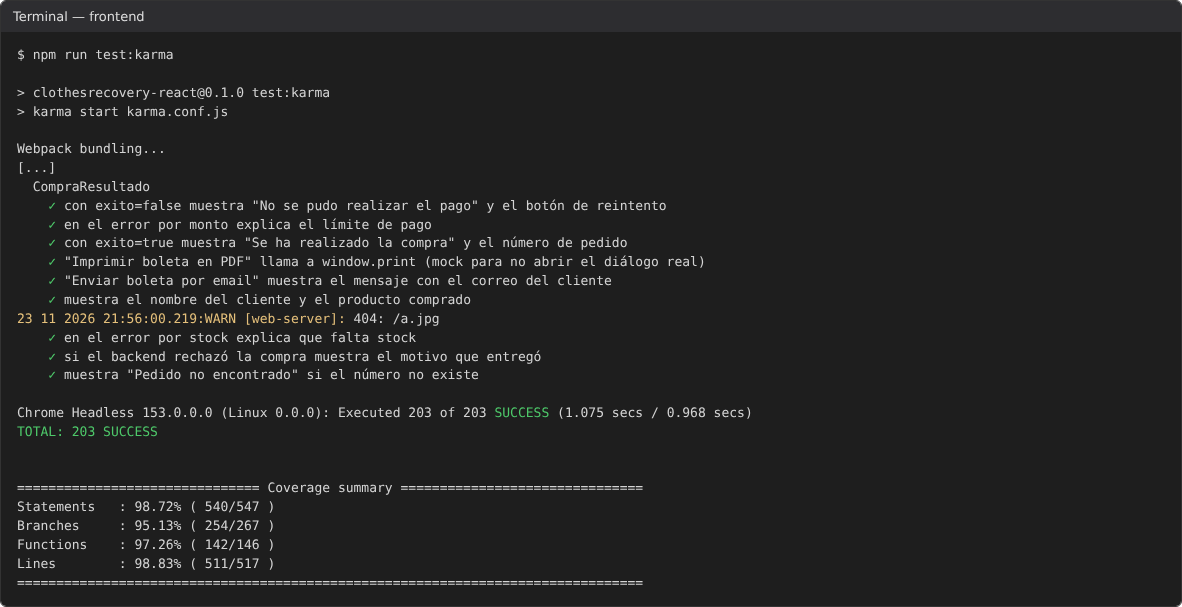 Terminal — frontend
$ npm run test:karma
> clothesrecovery-react@0.1.0 test:karma
> karma start karma.conf.js
Webpack bundling...
[...]
CompraResultado
✓ con exito=false muestra "No se pudo realizar el pago" y el botón de reintento
✓ en el error por monto explica el límite de pago
✓ con exito=true muestra "Se ha realizado la compra" y el número de pedido
✓ "Imprimir boleta en PDF" llama a window.print (mock para no abrir el diálogo real)
✓ "Enviar boleta por email" muestra el mensaje con el correo del cliente
✓ muestra el nombre del cliente y el producto comprado
23 11 2026 21:56:00.219:WARN [web-server]: 404: /a.jpg
✓ en el error por stock explica que falta stock
✓ si el backend rechazó la compra muestra el motivo que entregó
✓ muestra "Pedido no encontrado" si el número no existe
Chrome Headless 153.0.0.0 (Linux 0.0.0): Executed 203 of 203 SUCCESS (1.075 secs / 0.968 secs)
TOTAL: 203 SUCCESS
=============================== Coverage summary ===============================
Statements   : 98.72% ( 540/547 )
Branches     : 95.13% ( 254/267 )
Functions    : 97.26% ( 142/146 )
Lines        : 98.83% ( 511/517 )
================================================================================